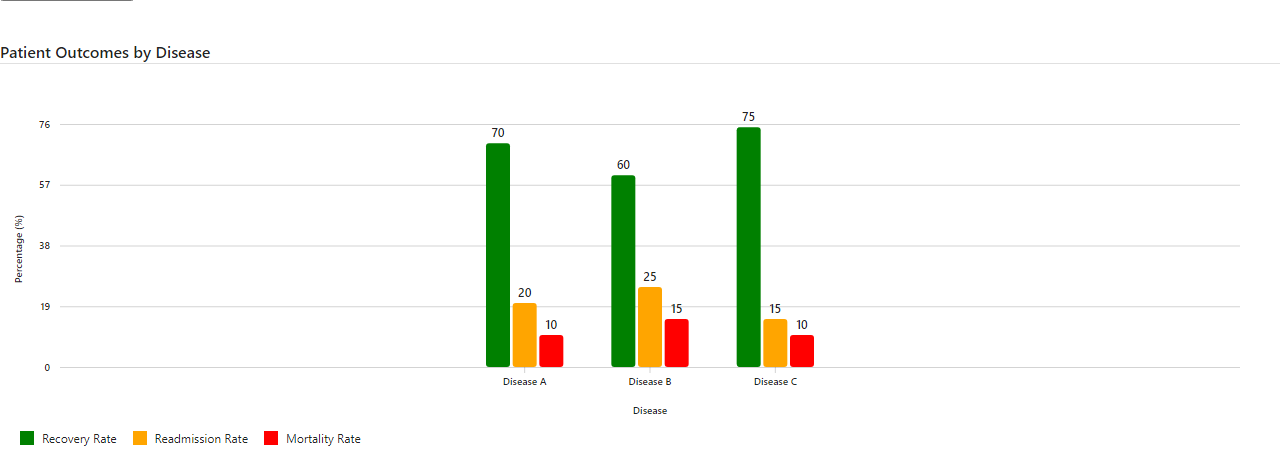 Patient Outcomes by Disease
Percentage (%)
76
57
38
19
0
70
20
10
60
25
15
75
15
10
Disease A
Disease B
Disease C
Disease
Recovery Rate
Readmission Rate
Mortality Rate